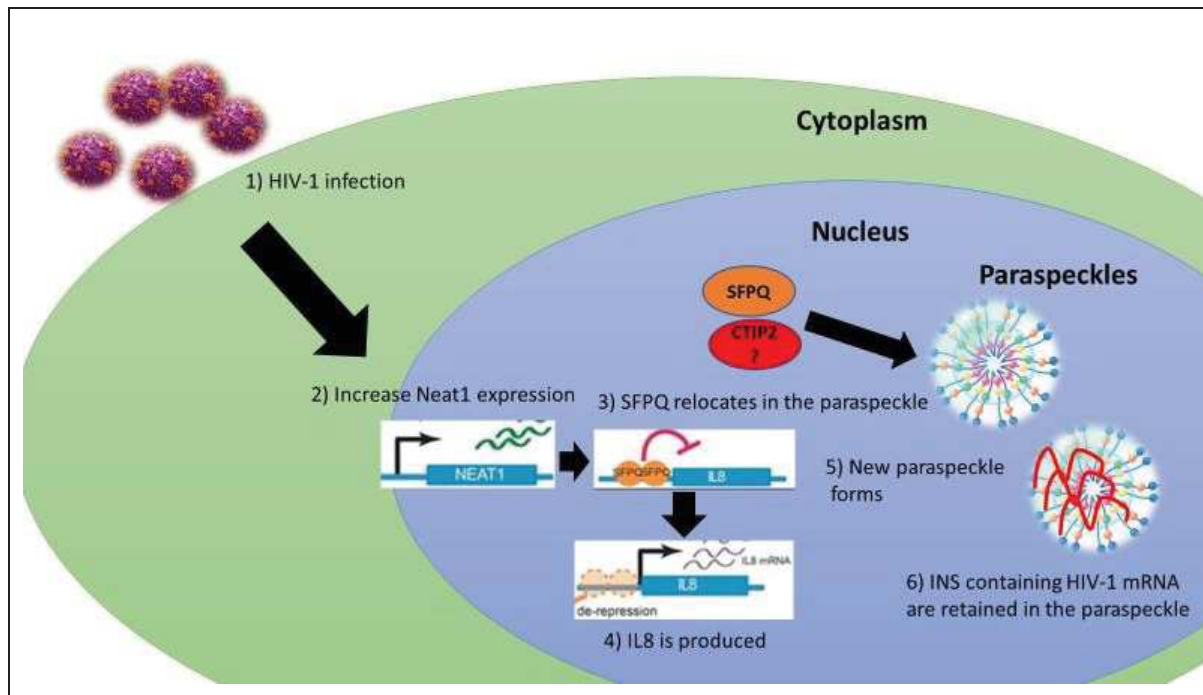 Cytoplasm
1) HIV-1 infection
Nucleus
Paraspeckles
SFPQ
CTIP2
?
2) Increase Neat1 expression
3) SFPQ relocates in the paraspeckle
NEAT1
SFPQSFPQ
IL8
5) New paraspeckle
forms
IL8 mRNA
IL8
de-repression
4) IL8 is produced
6) INS containing HIV-1 mRNA
are retained in the paraspeckle